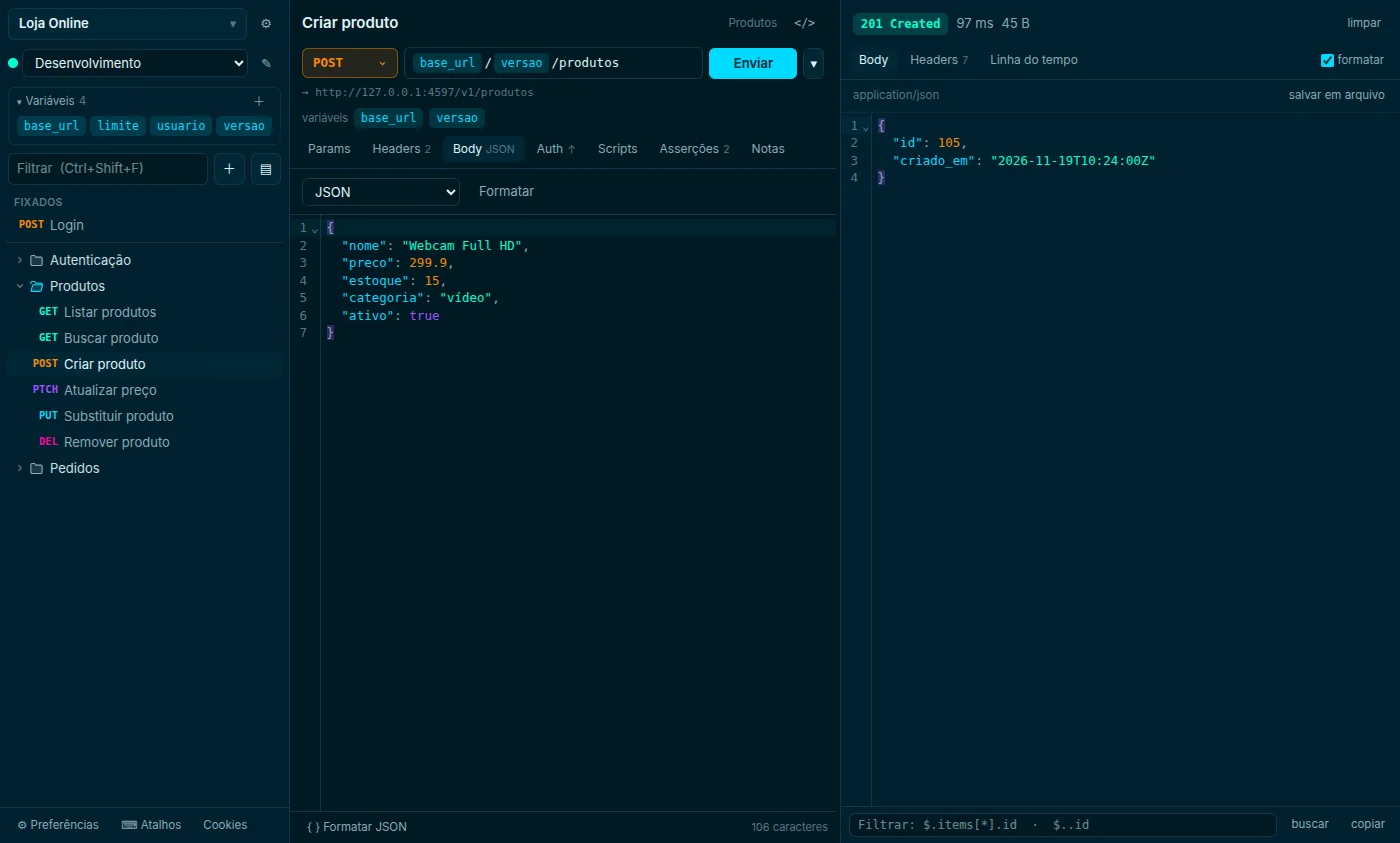 Loja Online
Desenvolvimento
Variáveis 4
base_url limite usuario versao
Filtrar (Ctrl+Shift+F)
FIXADOS
POST Login
Autenticação
Produtos
GET Listar produtos
GET Buscar produto
POST Criar produto
PTCH Atualizar preço
PUT Substituir produto
DEL Remover produto
Pedidos
Preferências Atalhos Cookies
Criar produto Produtos </>
POST base_url/versao/produtos Enviar
→ http://127.0.0.1:4597/v1/produtos
variáveis base_url versao
Params Headers 2 Body JSON Auth ↑ Scripts Asserções 2 Notas
JSON Formatar
1 {
2 "nome": "Webcam Full HD",
3 "preco": 299.9,
4 "estoque": 15,
5 "categoria": "vídeo",
6 "ativo": true
7 }
{ } Formatar JSON 106 caracteres
201 Created 97 ms 45 B limpar
Body Headers 7 Linha do tempo formatar
application/json salvar em arquivo
1 {
2 "id": 105,
3 "criado_em": "2026-11-19T10:24:00Z"
4 }
Filtrar: $.items[*].id · $..id buscar copiar